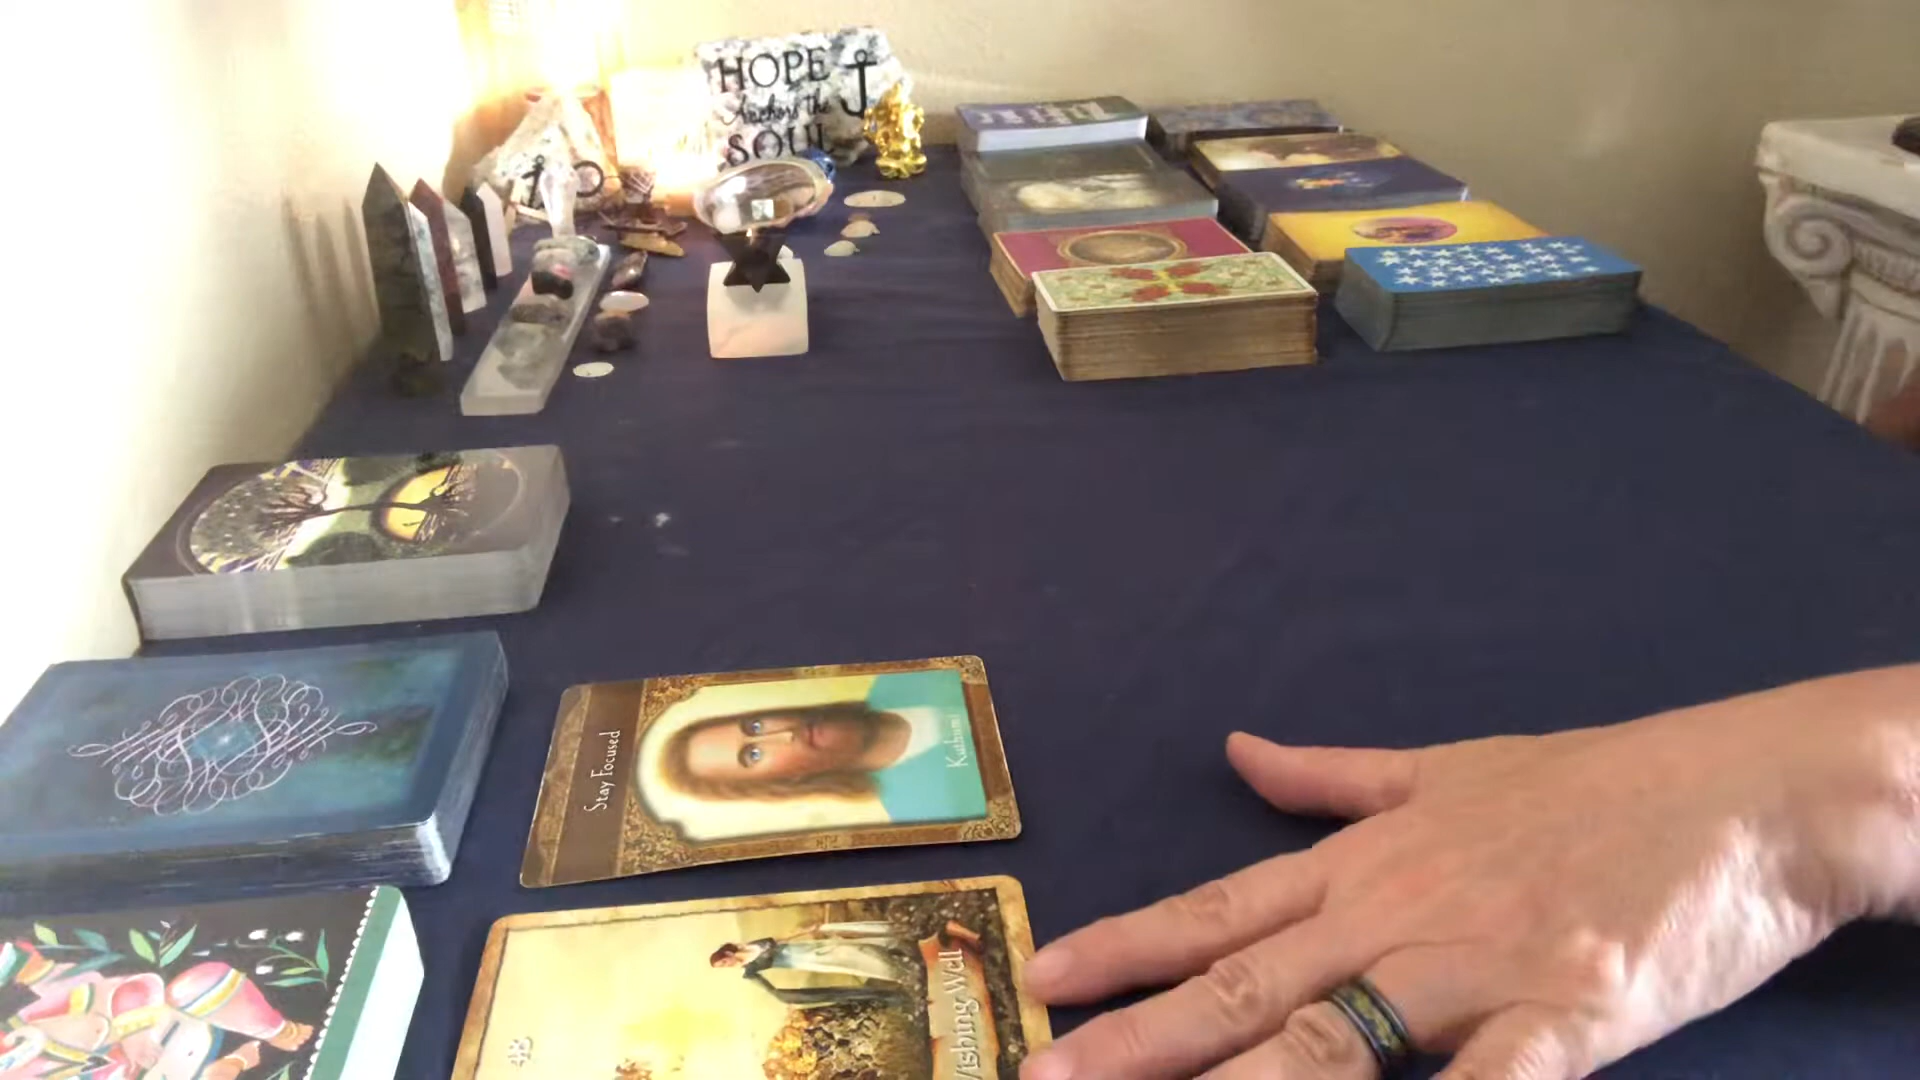 HOPE
Anchors the
SOUL
Stay Focused
Kuthumi
Wishing Well